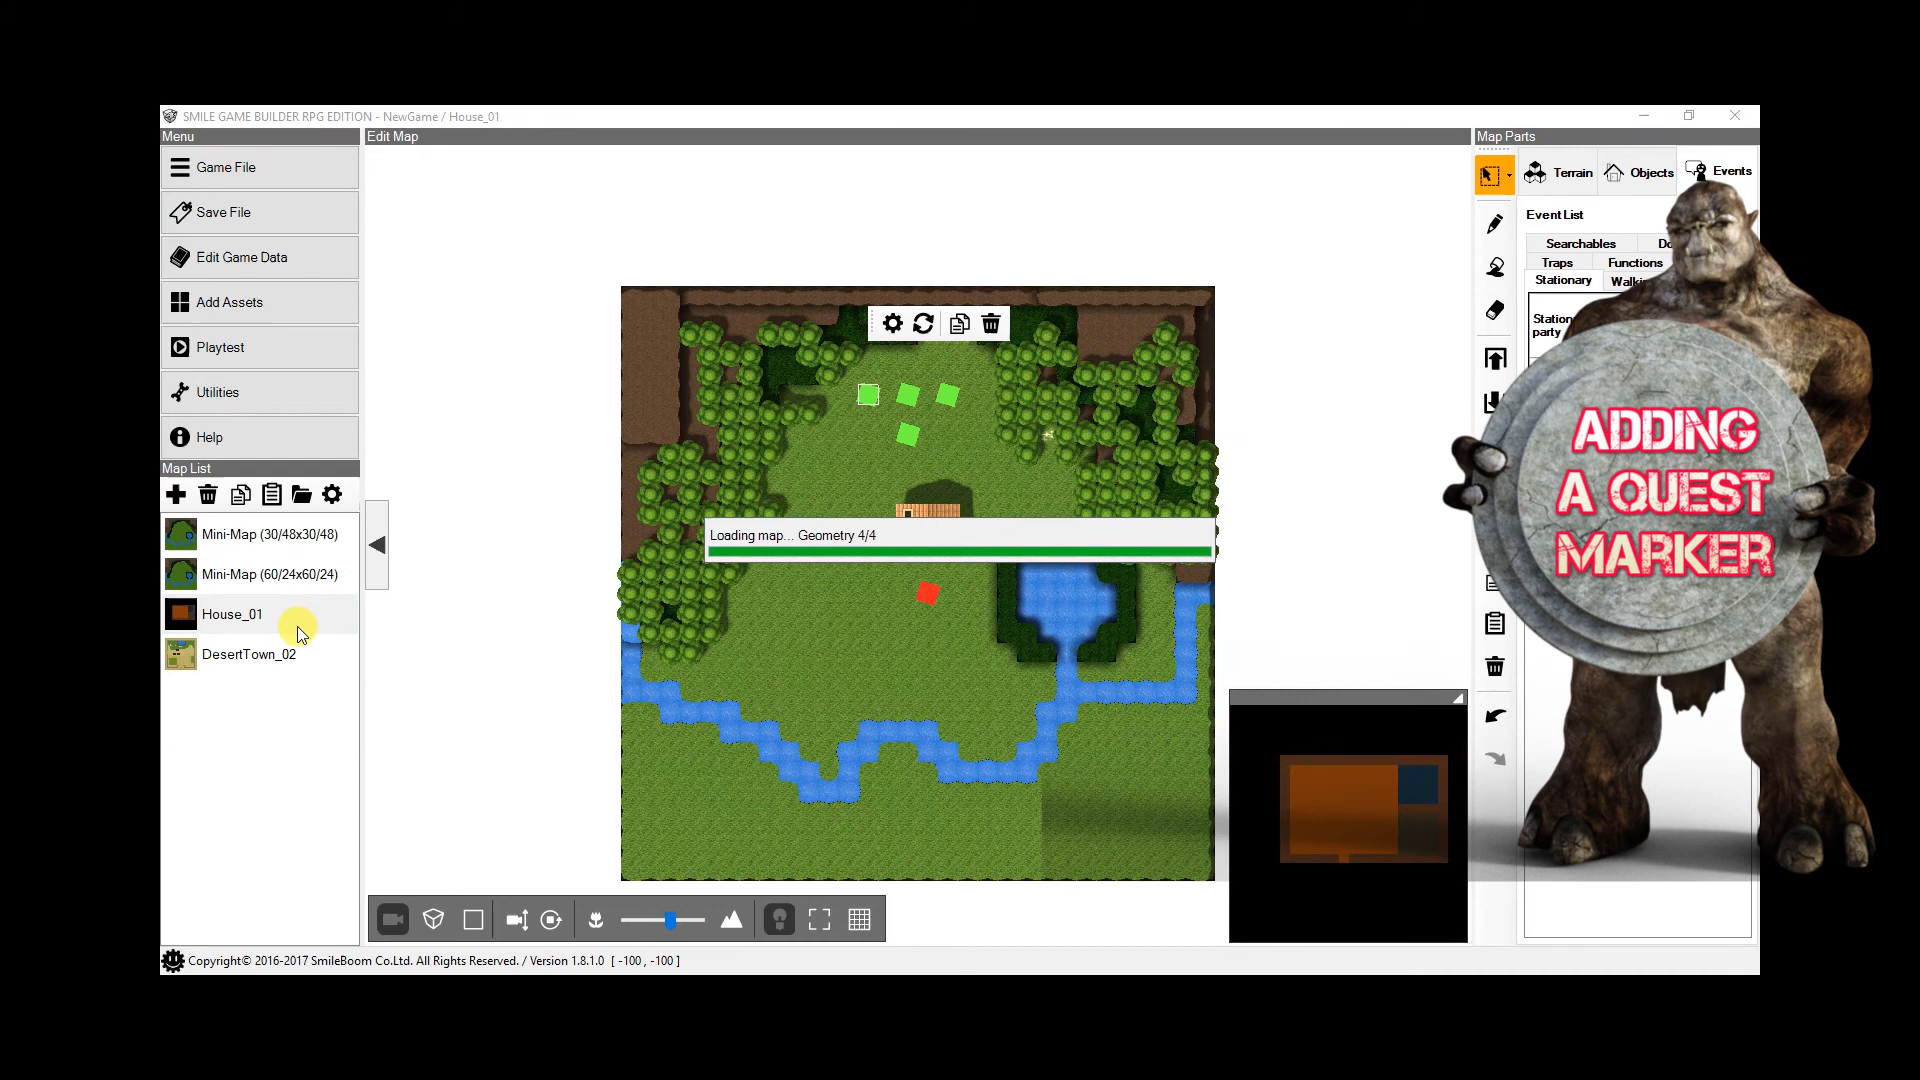 SMILE GAME BUILDER RPG EDITION - NewGame / House_01
Menu
Edit Map
Map Parts
Game File
Save File
Edit Game Data
Add Assets
Playtest
Utilities
Help
Map List
Mini-Map (30/48x30/48)
Mini-Map (60/24x60/24)
House_01
DesertTown_02
Loading map... Geometry 4/4
Terrain
Objects
Events
Event List
Searchables
Traps
Functions
Stationary
party
ADDING
A QUEST
MARKER
Copyright© 2016-2017 SmileBoom Co.Ltd. All Rights Reserved. / Version 1.8.1.0 [ -100 , -100 ]